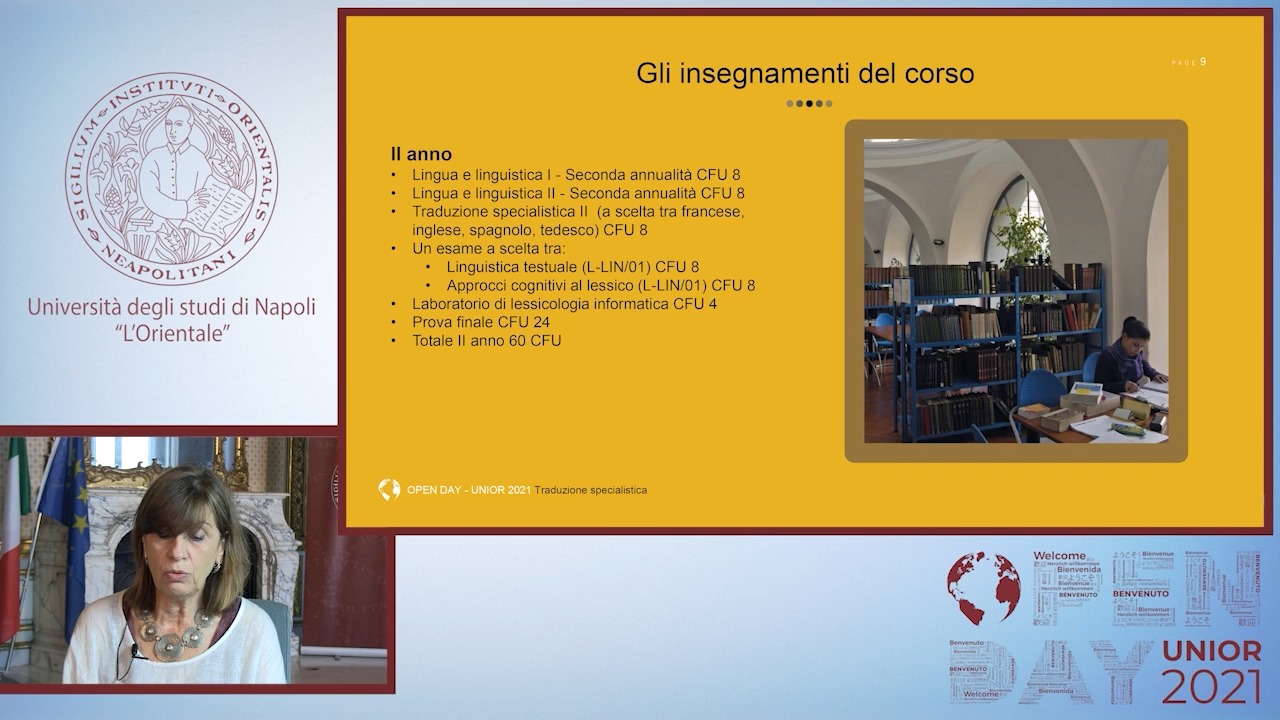 SIGILLVM INSTITVTI ORIENTALIS
NEAPOLITANI
Università degli studi di Napoli
“L’Orientale”
PAGE 9
Gli insegnamenti del corso
II anno
• Lingua e linguistica I - Seconda annualità CFU 8
• Lingua e linguistica II - Seconda annualità CFU 8
• Traduzione specialistica II (a scelta tra francese,
inglese, spagnolo, tedesco) CFU 8
• Un esame a scelta tra:
• Linguistica testuale (L-LIN/01) CFU 8
• Approcci cognitivi al lessico (L-LIN/01) CFU 8
• Laboratorio di lessicologia informatica CFU 4
• Prova finale CFU 24
• Totale II anno 60 CFU
OPEN DAY - UNIOR 2021 Traduzione specialistica
OPEN
Welcome
Bienvenue
Herzlich willkommen
Bienvenida
BENVENUTO
DAY
Benvenuto
Welcome
UNIOR
2021